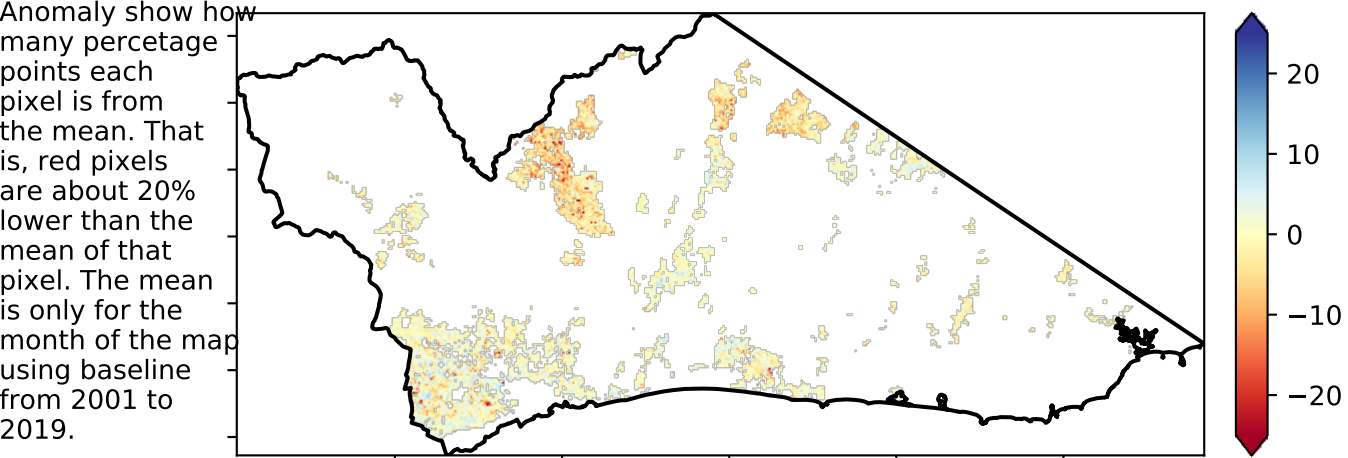 Anomaly show how
many percetage
points each
pixel is from
the mean. That
is, red pixels
are about 20%
lower than the
mean of that
pixel. The mean
is only for the
month of the map
using baseline
from 2001 to
2019.
20
10
0
−10
−20